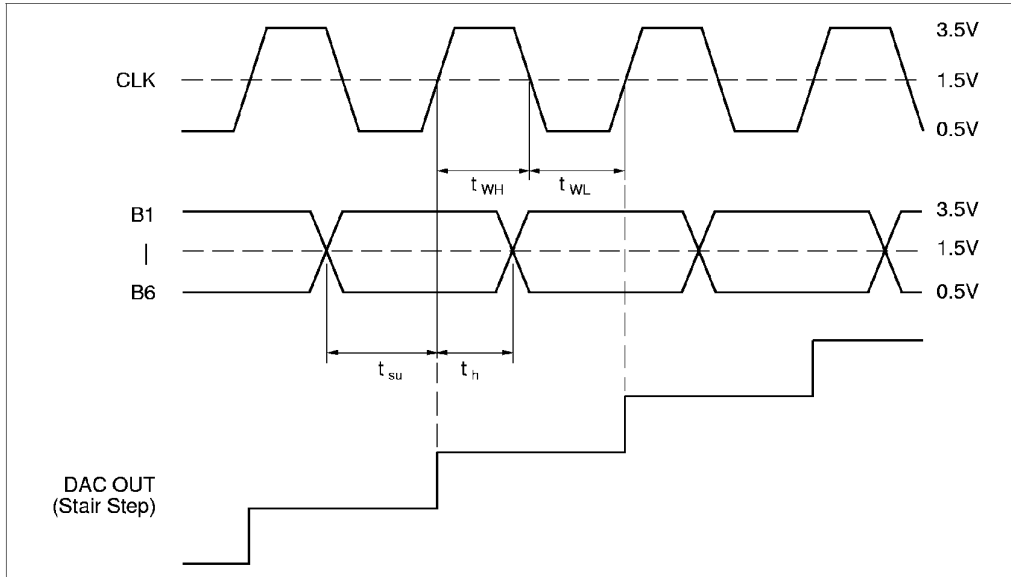 3.5V
CLK
1.5V
0.5V
t WH
t WL
B1
3.5V
|
1.5V
B6
0.5V
t su
t h
DAC OUT
(Stair Step)